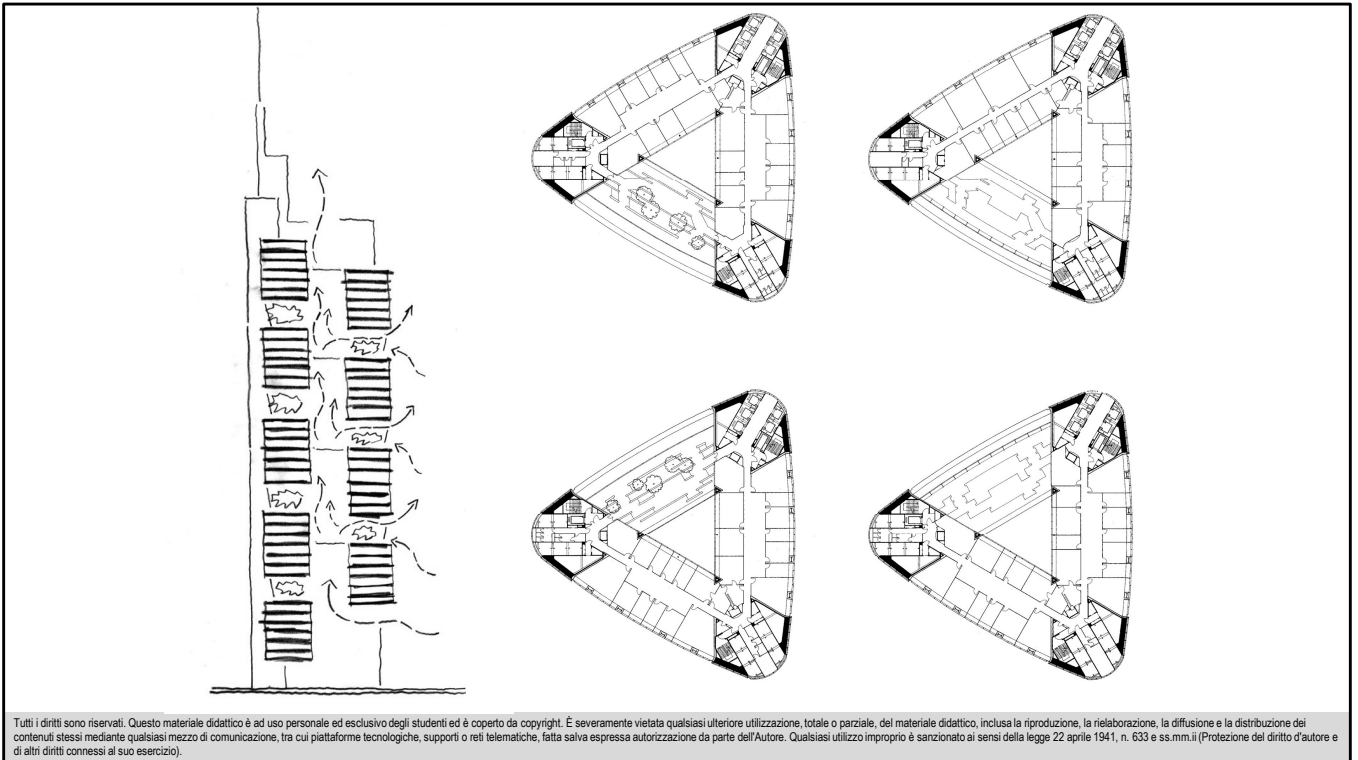 Tutti i diritti sono riservati. Questo materiale didattico è ad uso personale ed esclusivo degli studenti ed è coperto da copyright. È severamente vietata qualsiasi ulteriore utilizzazione, totale o parziale, del materiale didattico, inclusa la riproduzione, la rielaborazione, la diffusione e la distribuzione dei
contenuti stessi mediante qualsiasi mezzo di comunicazione, tra cui piattaforme tecnologiche, supporti o reti telematiche, fatta salva espressa autorizzazione da parte dell'Autore. Qualsiasi utilizzo improprio è sanzionato ai sensi della legge 22 aprile 1941, n. 633 e ss.mm.ii (Protezione del diritto d'autore e
di altri diritti connessi al suo esercizio).